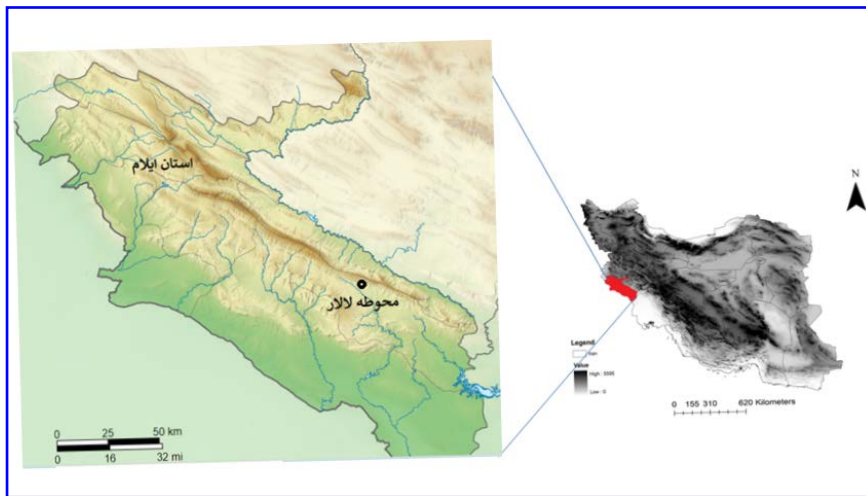 استان ایلام
محوطه لالار
0 25 50 km
0 16 32 mi
N
Legend
Value
High : 5595
Low : 0
0 155 310 620 Kilometers